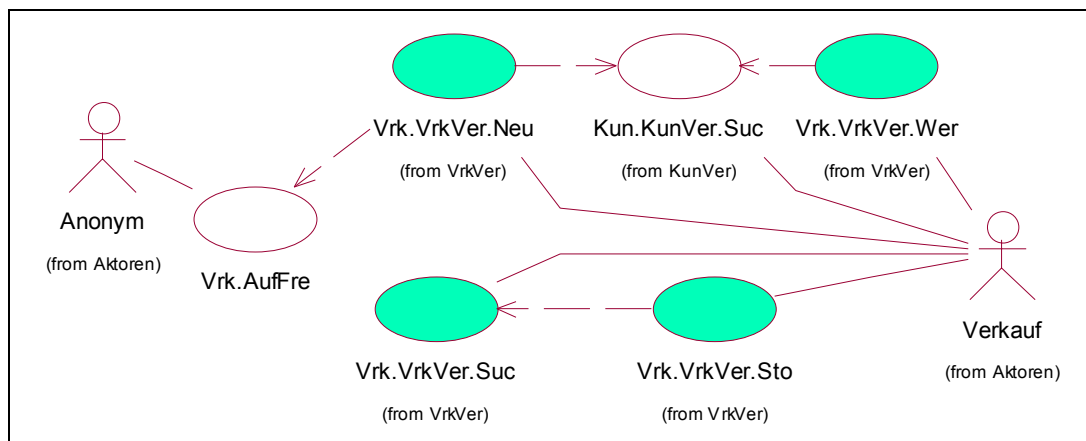 Vrk.VrkVer.Neu
(from VrkVer)
Kun.KunVer.Suc
(from KunVer)
Vrk.VrkVer.Wer
(from VrkVer)
Anonym
(from Aktoren)
Vrk.AufFre
Vrk.VrkVer.Suc
(from VrkVer)
Vrk.VrkVer.Sto
(from VrkVer)
Verkauf
(from Aktoren)